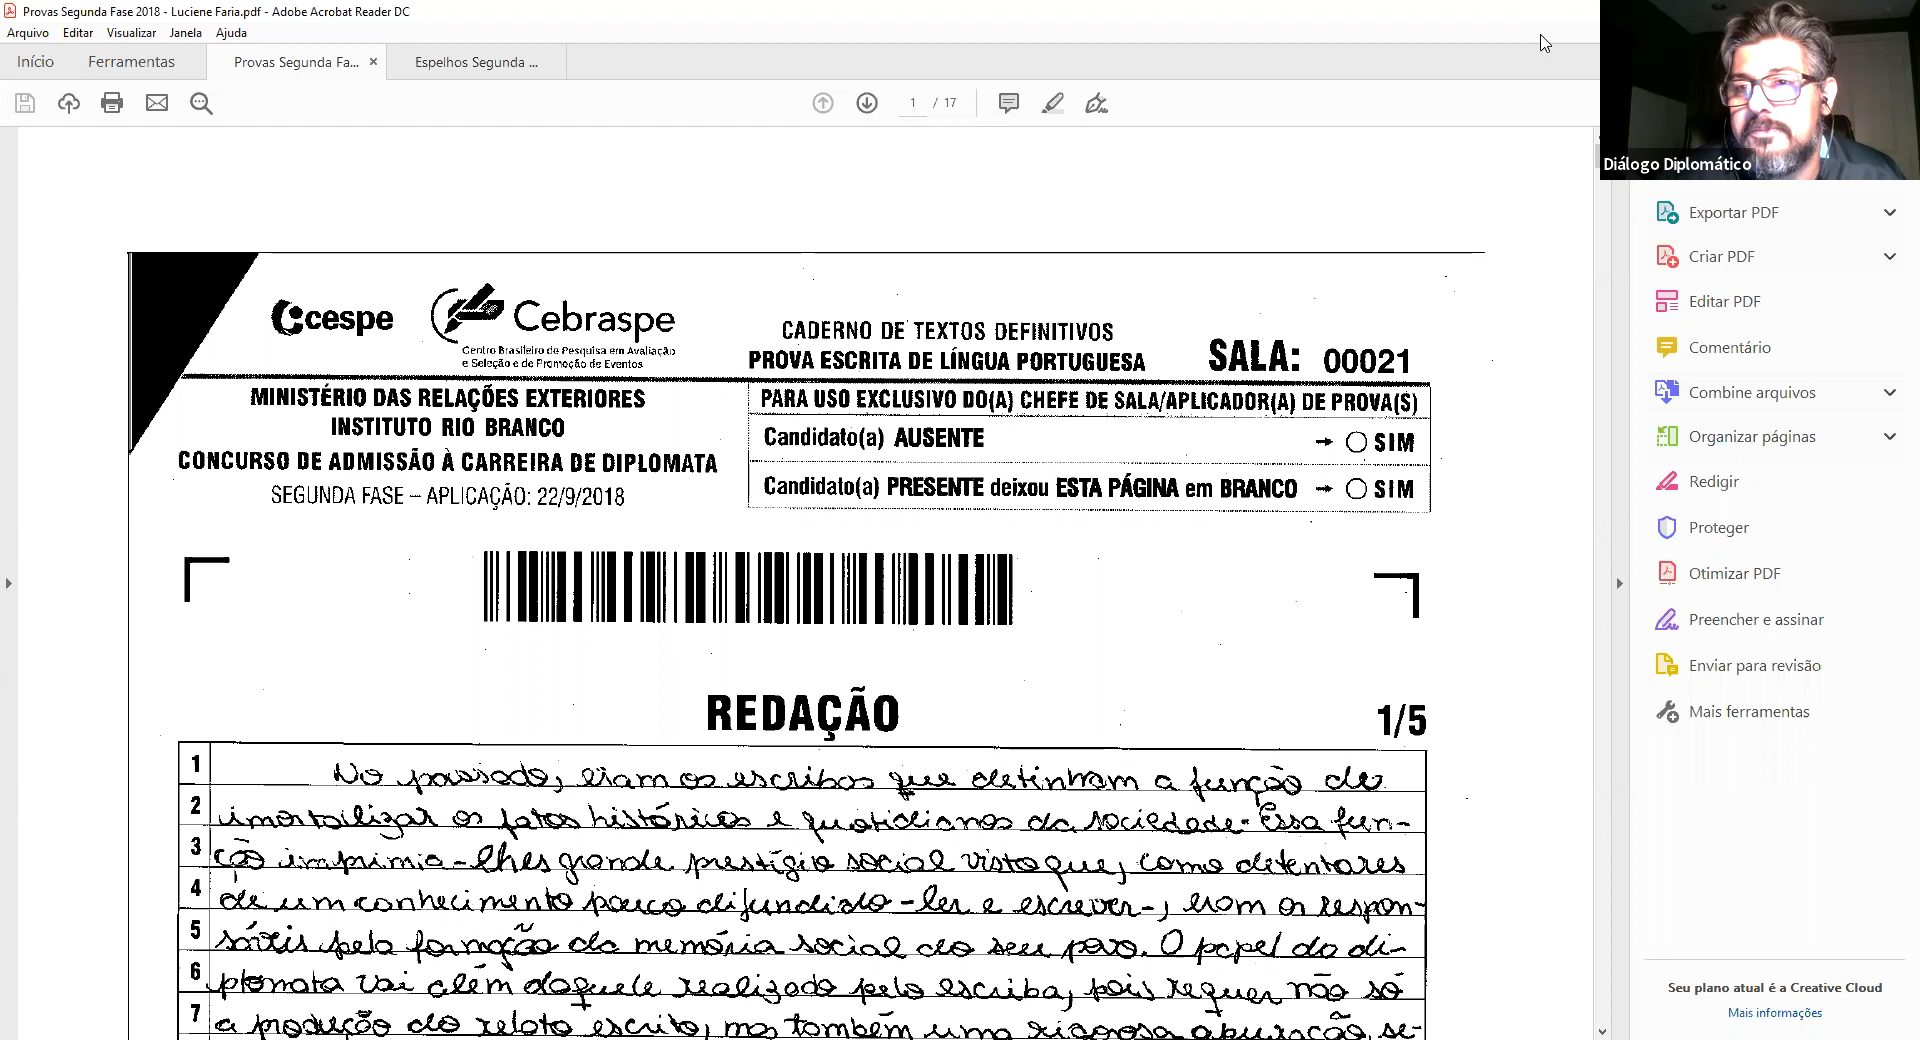 Provas Segunda Fase 2018 - Luciene Faria.pdf - Adobe Acrobat Reader DC
Arquivo Editar Visualizar Janela Ajuda
Início Ferramentas Provas Segunda Fa... × Espelhos Segunda ...
1 / 17
Diálogo Diplomático
Exportar PDF
Criar PDF
Editar PDF
Comentário
Combine arquivos
Organizar páginas
Redigir
Proteger
Otimizar PDF
Preencher e assinar
Enviar para revisão
Mais ferramentas
Seu plano atual é a Creative Cloud
Mais informações
cespe Cebraspe
Centro Brasileiro de Pesquisa em Avaliação
e Seleção e de Promoção de Eventos
CADERNO DE TEXTOS DEFINITIVOS
PROVA ESCRITA DE LÍNGUA PORTUGUESA
SALA: 00021
MINISTÉRIO DAS RELAÇÕES EXTERIORES
INSTITUTO RIO BRANCO
CONCURSO DE ADMISSÃO À CARREIRA DE DIPLOMATA
SEGUNDA FASE – APLICAÇÃO: 22/9/2018
PARA USO EXCLUSIVO DO(A) CHEFE DE SALA/APLICADOR(A) DE PROVA(S)
Candidato(a) AUSENTE → SIM
Candidato(a) PRESENTE deixou ESTA PÁGINA em BRANCO → SIM
REDAÇÃO
1/5
1 No passado, eram os escribas que detinham a função de
2 imortalizar os fatos históricos e quotidianos da sociedade. Essa fun-
3 ção imprimia-lhes grande prestígio social visto que, como detentores
4 de um conhecimento pouco difundido -ler e escrever-, eram os respon-
5 sáveis pela formação da memória social do seu povo. O papel do di-
6 plomata vai além daquele realizado pelo escriba, pois requer não só
7 a produção do relato escrito, mas também uma rigorosa apuração, se-